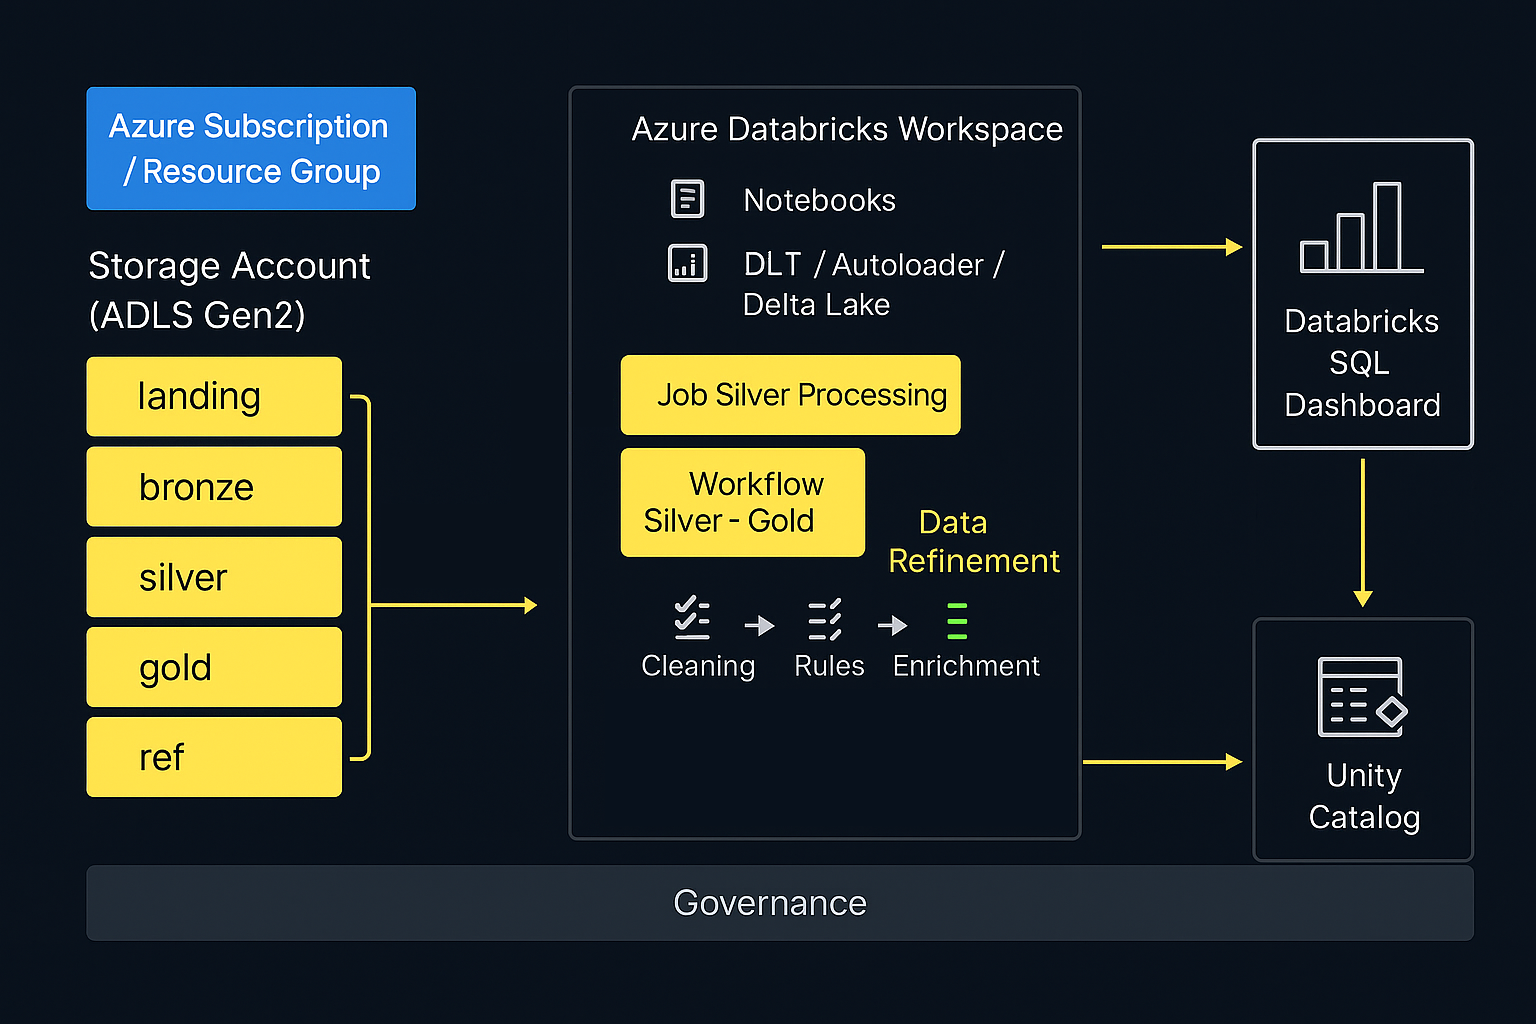 Azure Subscription
/ Resource Group
Storage Account
(ADLS Gen2)
landing
bronze
silver
gold
ref
Azure Databricks Workspace
Notebooks
DLT / Autoloader /
Delta Lake
Job Silver Processing
Workflow
Silver - Gold
Data
Refinement
Cleaning
Rules
Enrichment
Databricks
SQL
Dashboard
Unity
Catalog
Governance